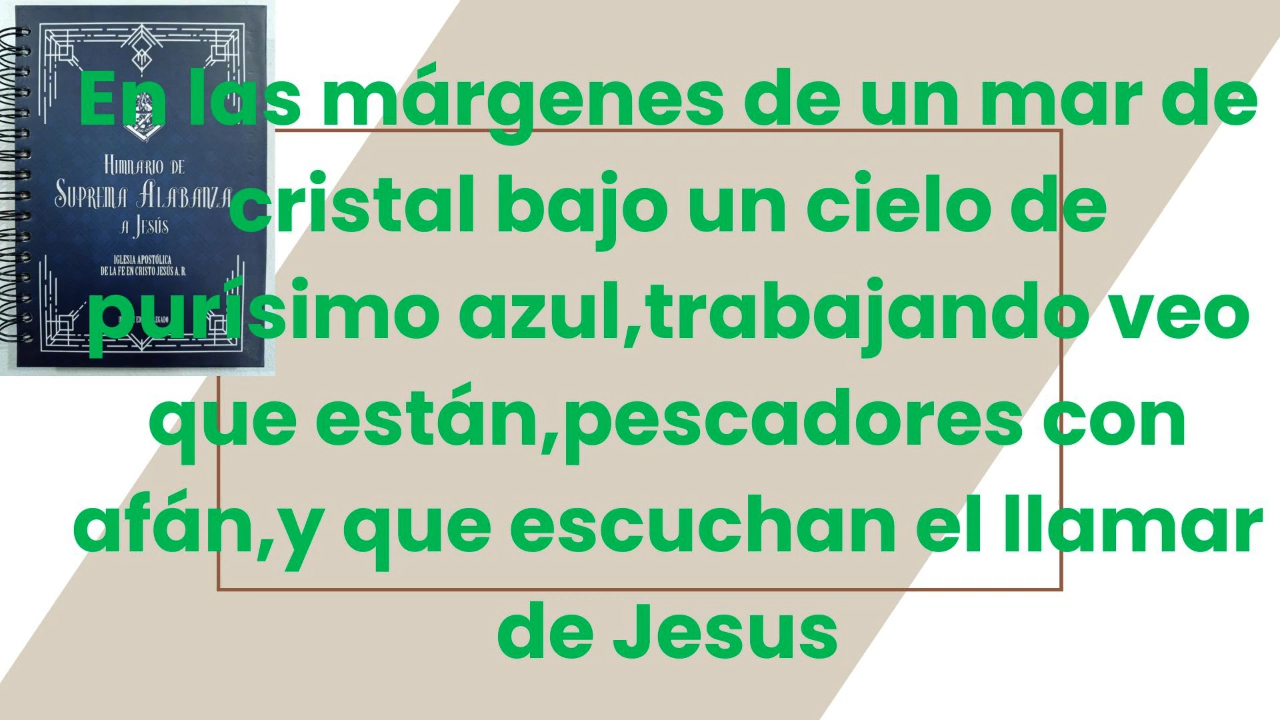 En las márgenes de un mar de
cristal bajo un cielo de
purísimo azul,trabajando veo
que están,pescadores con
afán,y que escuchan el llamar
de Jesus
HIMNARIO DE
SUPREMA ALABANZA
A JESÚS
IGLESIA APOSTÓLICA
DE LA FE EN CRISTO JESÚS A. R.